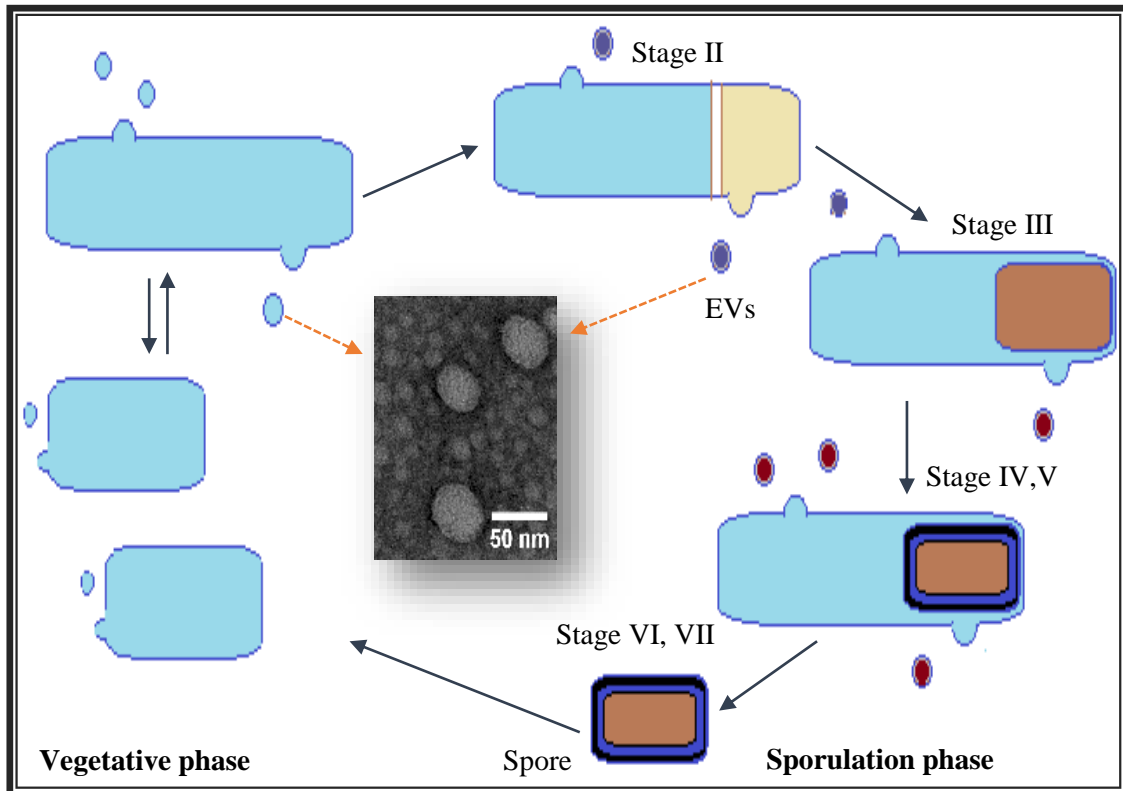 Stage II
Stage III
EVs
Stage IV,V
50 nm
Stage VI, VII
Spore
Vegetative phase
Sporulation phase